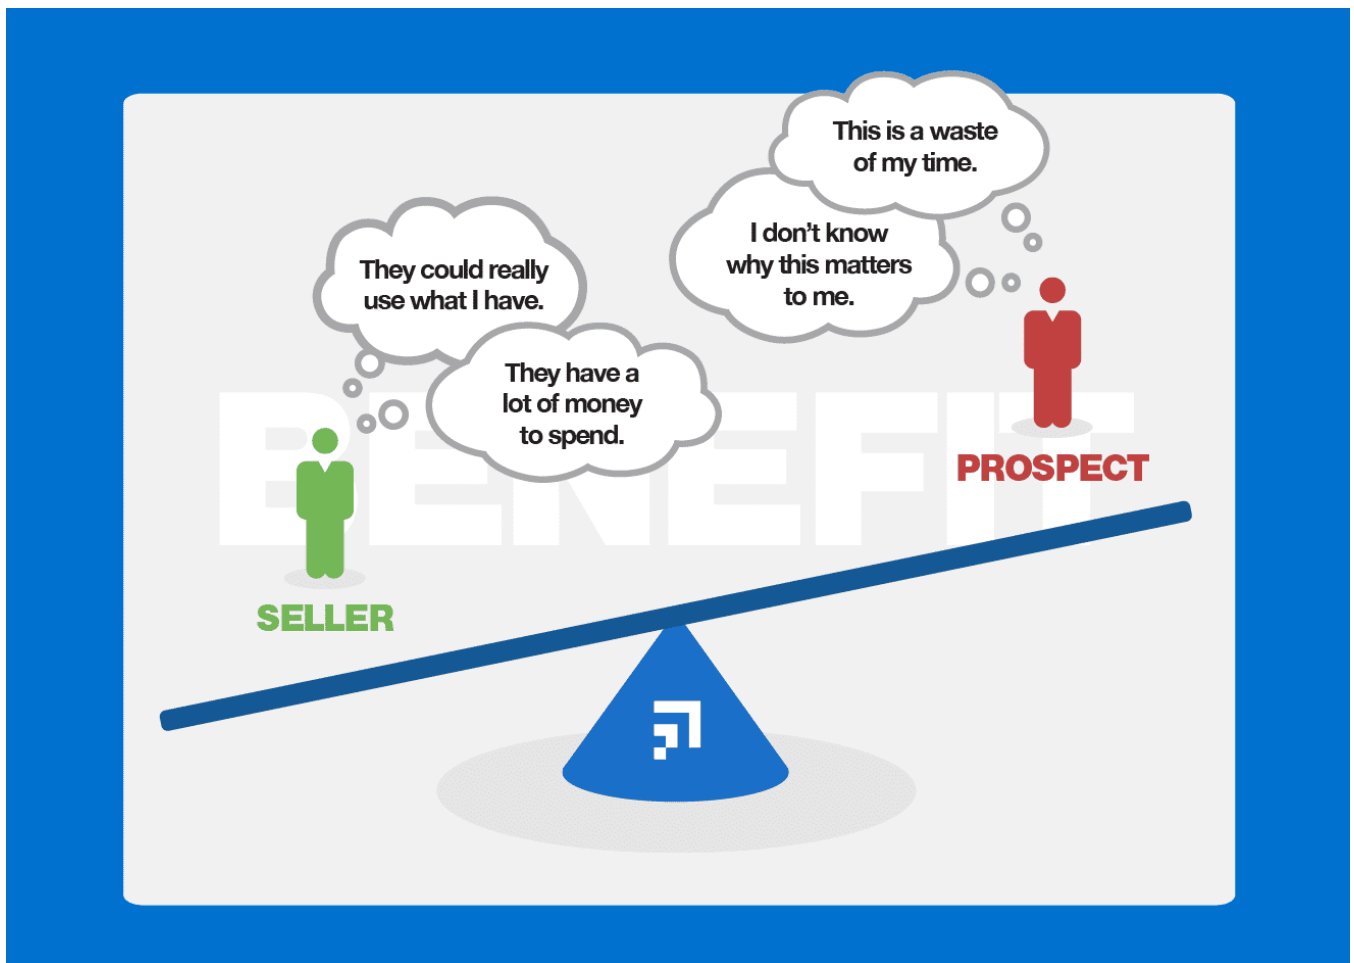 This is a waste
of my time.
I don't know
why this matters
to me.
They could really
use what I have.
They have a
lot of money
to spend.
BENEFIT
PROSPECT
SELLER